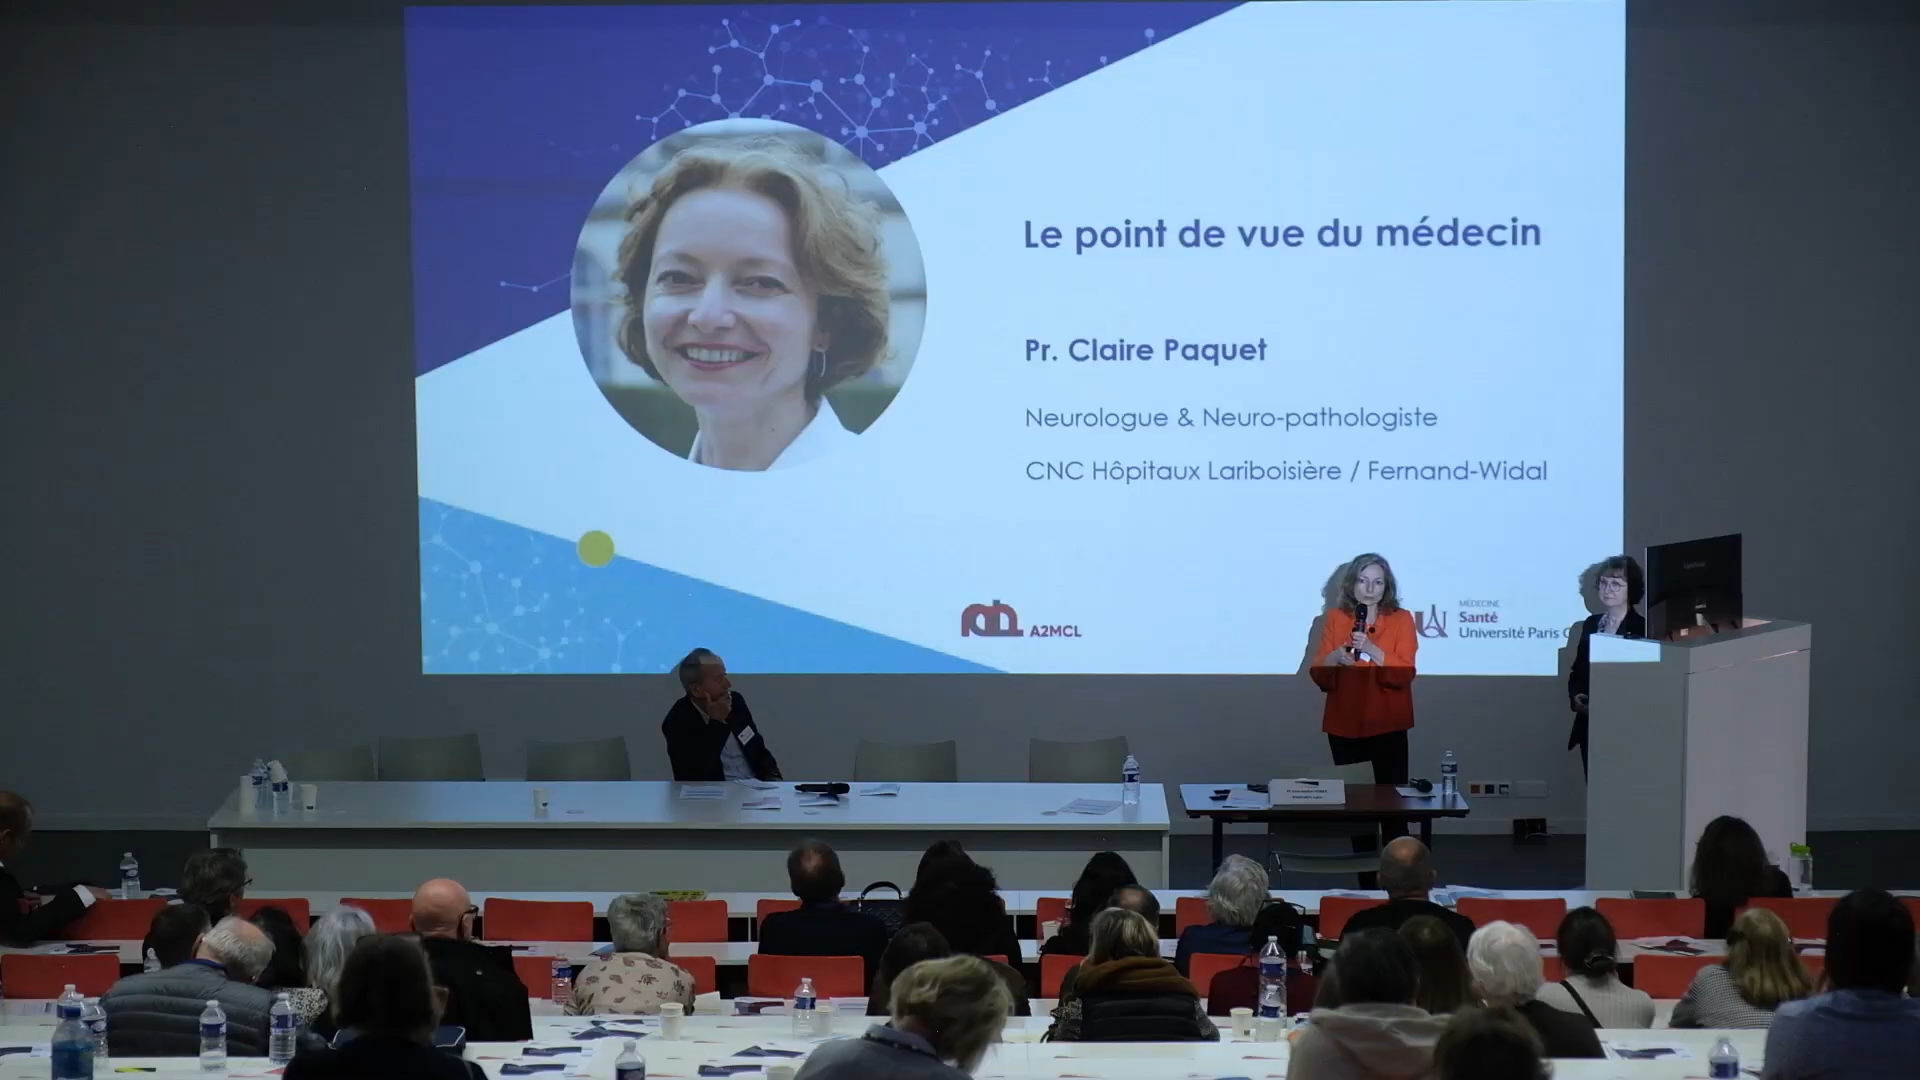 Le point de vue du médecin
Pr. Claire Paquet
Neurologue & Neuro-pathologiste
CNC Hôpitaux Lariboisière / Fernand-Widal
A2MCL
MÉDECINE
Santé
Université Paris C